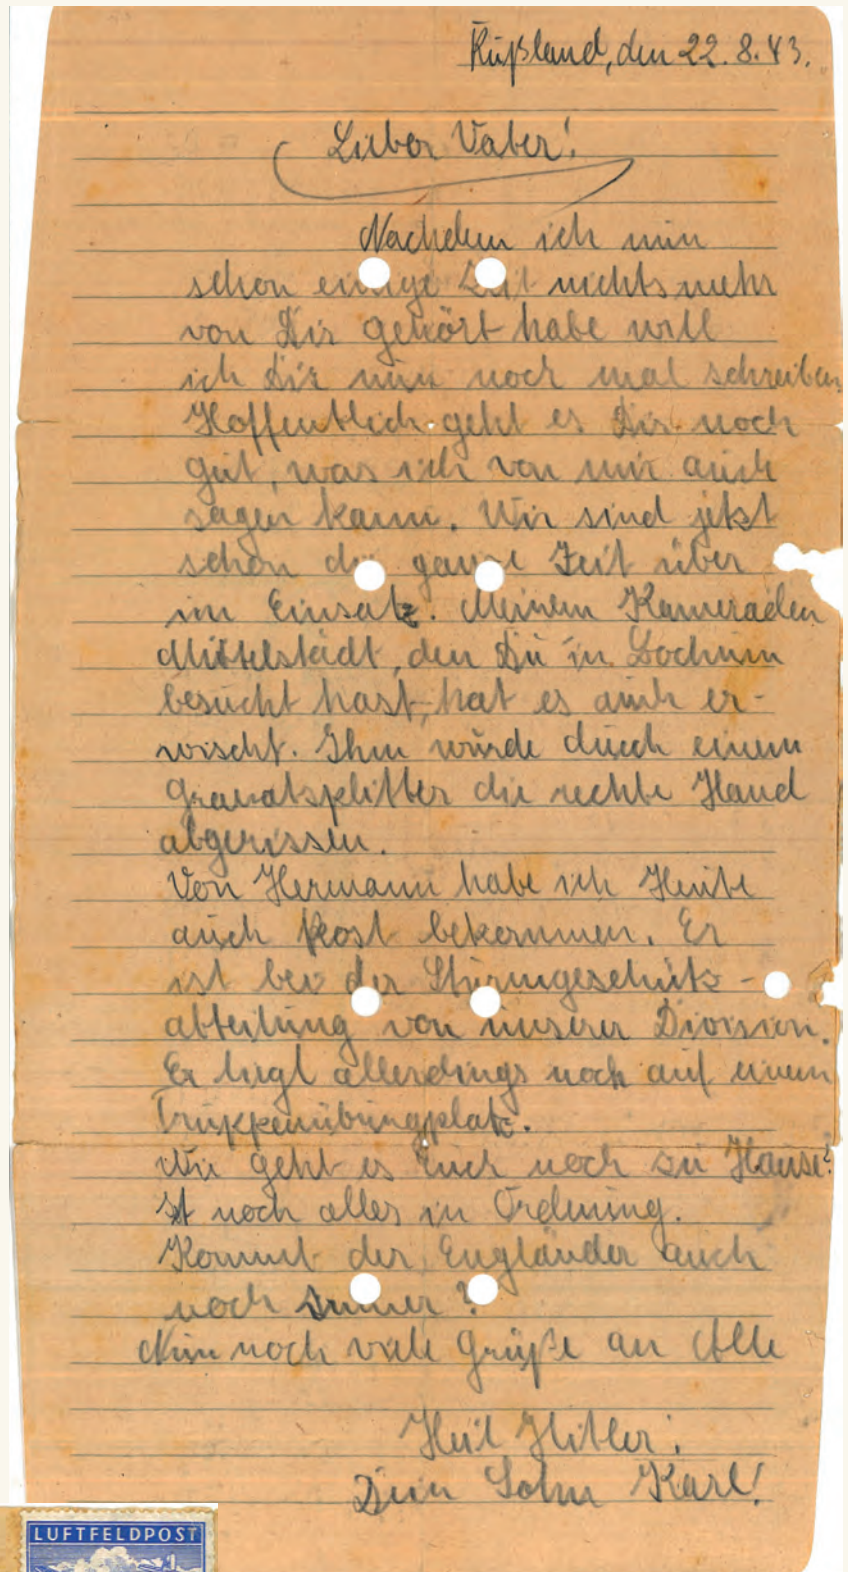 Rußland, den 22.8.43.
Lieber Vater!
Nachdem ich nun
schon einige Zeit nichts mehr
von Dir gehört habe will
ich Dir nun noch mal schreiben
Hoffentlich geht es Dir noch
gut, was ich von mir auch
sagen kann. Wir sind jetzt
schon die ganze Zeit über
im Einsatz. Meinem Kameraden
Mittelstädt, den Du in Bochum
besucht hast, hat es auch er-
wischt. Ihm wurde durch einem
Granatsplitter die rechte Hand
abgerissen.
Von Hermann habe ich Heute
auch Post bekommen. Er
ist bei der Sturmgeschütz-
abteilung von unserer Division.
Er liegt allerdings noch auf einem
Truppenübungplatz.
Wie geht es Euch noch zu Hause?
Ist noch alles in Ordnung.
Kommt der Engländer auch
noch immer?
Nun noch viele Grüße an Alle
Heil Hitler!
Dein Sohn Karl!
LUFTFELDPOST